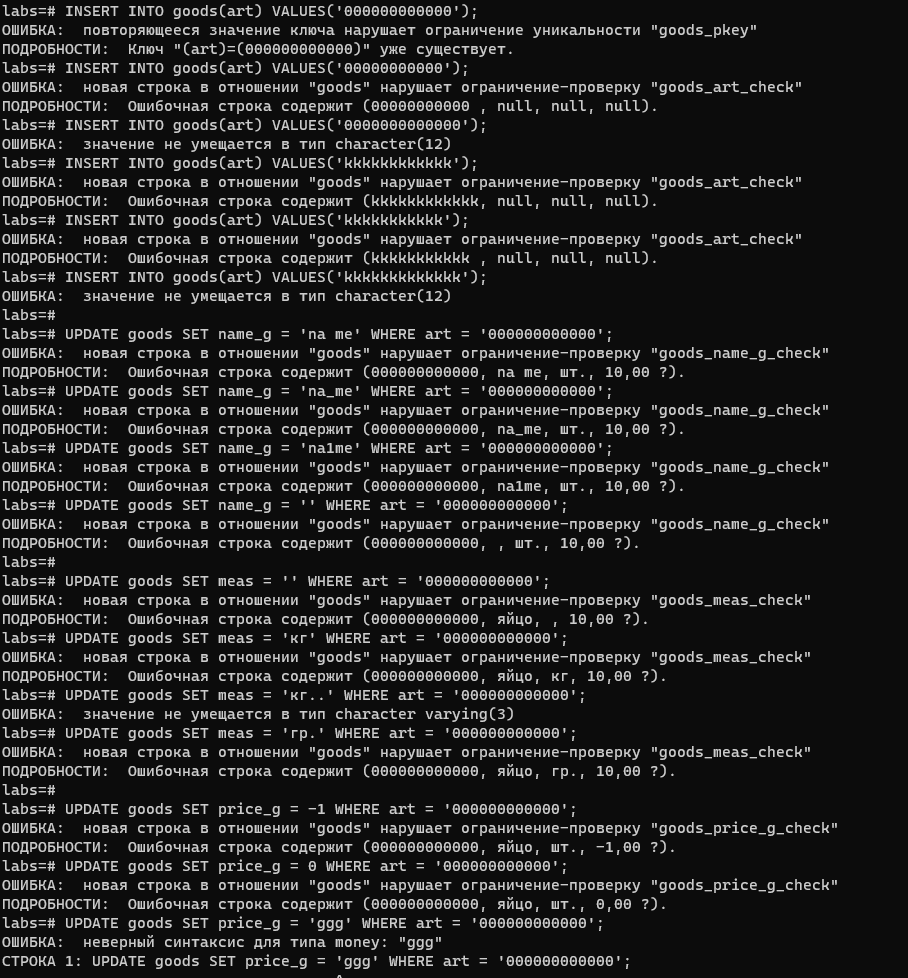 labs=# INSERT INTO goods(art) VALUES('000000000000');
ОШИБКА:  повторяющееся значение ключа нарушает ограничение уникальности "goods_pkey"
ПОДРОБНОСТИ:  Ключ "(art)=(000000000000)" уже существует.
labs=# INSERT INTO goods(art) VALUES('00000000000');
ОШИБКА:  новая строка в отношении "goods" нарушает ограничение-проверку "goods_art_check"
ПОДРОБНОСТИ:  Ошибочная строка содержит (00000000000 , null, null, null).
labs=# INSERT INTO goods(art) VALUES('0000000000000');
ОШИБКА:  значение не умещается в тип character(12)
labs=# INSERT INTO goods(art) VALUES('kkkkkkkkkkkk');
ОШИБКА:  новая строка в отношении "goods" нарушает ограничение-проверку "goods_art_check"
ПОДРОБНОСТИ:  Ошибочная строка содержит (kkkkkkkkkkkk, null, null, null).
labs=# INSERT INTO goods(art) VALUES('kkkkkkkkkkk');
ОШИБКА:  новая строка в отношении "goods" нарушает ограничение-проверку "goods_art_check"
ПОДРОБНОСТИ:  Ошибочная строка содержит (kkkkkkkkkkk , null, null, null).
labs=# INSERT INTO goods(art) VALUES('kkkkkkkkkkkkk');
ОШИБКА:  значение не умещается в тип character(12)
labs=#
labs=# UPDATE goods SET name_g = 'na me' WHERE art = '000000000000';
ОШИБКА:  новая строка в отношении "goods" нарушает ограничение-проверку "goods_name_g_check"
ПОДРОБНОСТИ:  Ошибочная строка содержит (000000000000, na me, шт., 10,00 ?).
labs=# UPDATE goods SET name_g = 'na_me' WHERE art = '000000000000';
ОШИБКА:  новая строка в отношении "goods" нарушает ограничение-проверку "goods_name_g_check"
ПОДРОБНОСТИ:  Ошибочная строка содержит (000000000000, na_me, шт., 10,00 ?).
labs=# UPDATE goods SET name_g = 'na1me' WHERE art = '000000000000';
ОШИБКА:  новая строка в отношении "goods" нарушает ограничение-проверку "goods_name_g_check"
ПОДРОБНОСТИ:  Ошибочная строка содержит (000000000000, na1me, шт., 10,00 ?).
labs=# UPDATE goods SET name_g = '' WHERE art = '000000000000';
ОШИБКА:  новая строка в отношении "goods" нарушает ограничение-проверку "goods_name_g_check"
ПОДРОБНОСТИ:  Ошибочная строка содержит (000000000000, , шт., 10,00 ?).
labs=#
labs=# UPDATE goods SET meas = '' WHERE art = '000000000000';
ОШИБКА:  новая строка в отношении "goods" нарушает ограничение-проверку "goods_meas_check"
ПОДРОБНОСТИ:  Ошибочная строка содержит (000000000000, яйцо, , 10,00 ?).
labs=# UPDATE goods SET meas = 'кг' WHERE art = '000000000000';
ОШИБКА:  новая строка в отношении "goods" нарушает ограничение-проверку "goods_meas_check"
ПОДРОБНОСТИ:  Ошибочная строка содержит (000000000000, яйцо, кг, 10,00 ?).
labs=# UPDATE goods SET meas = 'кг..' WHERE art = '000000000000';
ОШИБКА:  значение не умещается в тип character varying(3)
labs=# UPDATE goods SET meas = 'гр.' WHERE art = '000000000000';
ОШИБКА:  новая строка в отношении "goods" нарушает ограничение-проверку "goods_meas_check"
ПОДРОБНОСТИ:  Ошибочная строка содержит (000000000000, яйцо, гр., 10,00 ?).
labs=#
labs=# UPDATE goods SET price_g = -1 WHERE art = '000000000000';
ОШИБКА:  новая строка в отношении "goods" нарушает ограничение-проверку "goods_price_g_check"
ПОДРОБНОСТИ:  Ошибочная строка содержит (000000000000, яйцо, шт., -1,00 ?).
labs=# UPDATE goods SET price_g = 0 WHERE art = '000000000000';
ОШИБКА:  новая строка в отношении "goods" нарушает ограничение-проверку "goods_price_g_check"
ПОДРОБНОСТИ:  Ошибочная строка содержит (000000000000, яйцо, шт., 0,00 ?).
labs=# UPDATE goods SET price_g = 'ggg' WHERE art = '000000000000';
ОШИБКА:  неверный синтаксис для типа money: "ggg"
СТРОКА 1: UPDATE goods SET price_g = 'ggg' WHERE art = '000000000000';